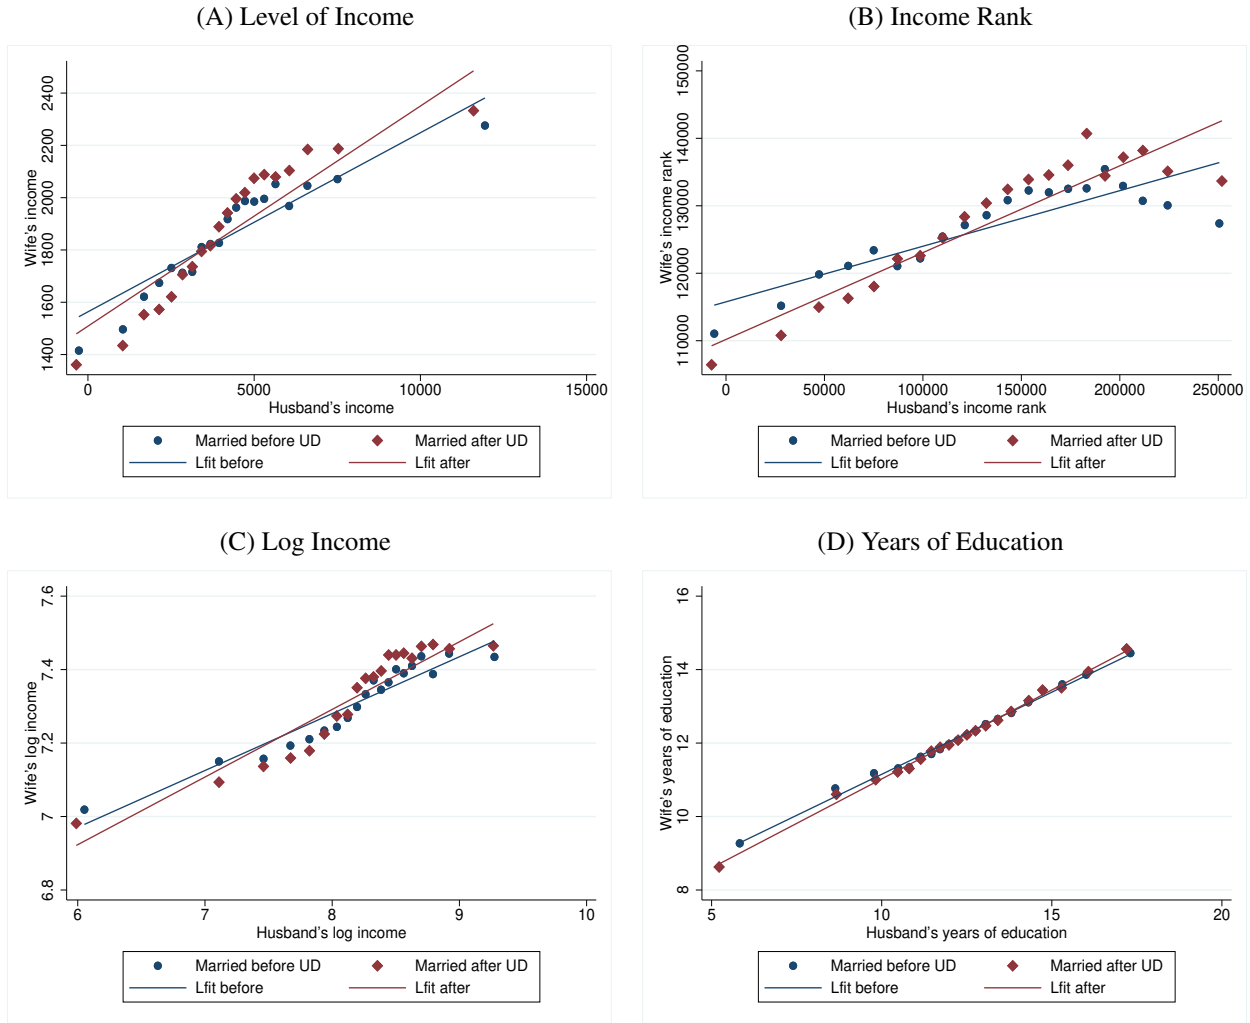 (A) Level of Income
Wife's income
2400
2200
2000
1800
1600
1400
0 5000 10000 15000
Husband's income
Married before UD Married after UD
Lfit before Lfit after
(B) Income Rank
Wife's income rank
150000
140000
130000
120000
110000
0 50000 100000 150000 200000 250000
Husband's income rank
Married before UD Married after UD
Lfit before Lfit after
(C) Log Income
Wife's log income
7.6
7.4
7.2
7
6.8
6 7 8 9 10
Husband's log income
Married before UD Married after UD
Lfit before Lfit after
(D) Years of Education
Wife's years of education
16
14
12
10
8
5 10 15 20
Husband's years of education
Married before UD Married after UD
Lfit before Lfit after